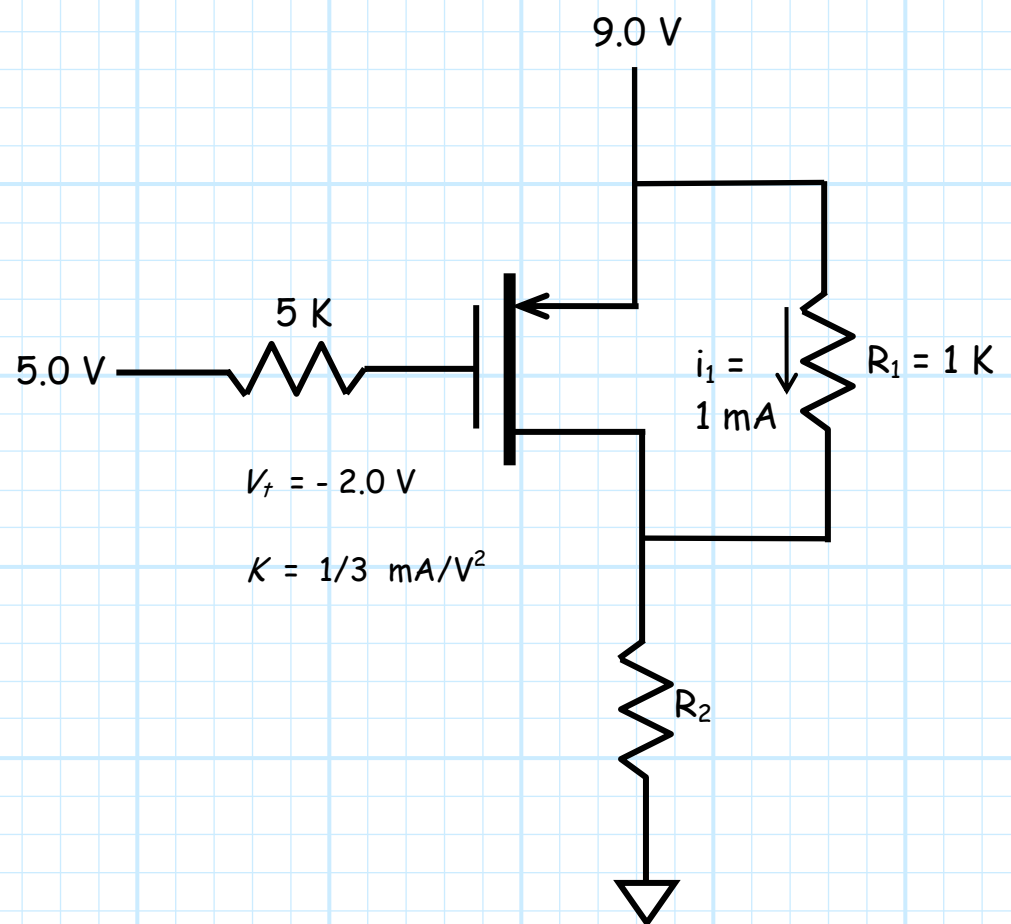 9.0 V
5 K
5.0 V
i₁ =
1 mA
R₁ = 1 K
Vₜ = - 2.0 V
K = 1/3 mA/V²
R₂